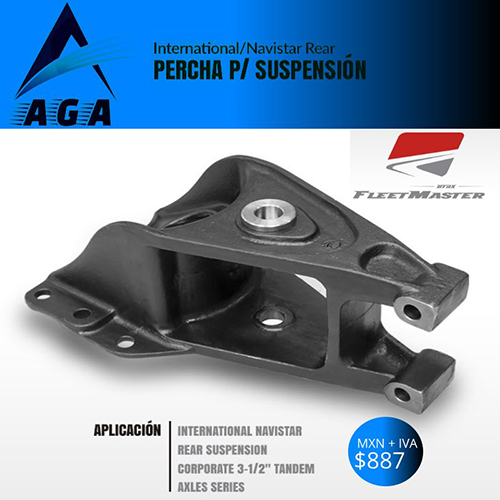 AGA
International/Navistar Rear
PERCHA P/ SUSPENSIÓN
MTAX
FLEETMASTER
APLICACIÓN
INTERNATIONAL NAVISTAR
REAR SUSPENSION
CORPORATE 3-1/2" TANDEM
AXLES SERIES
MXN + IVA
$887